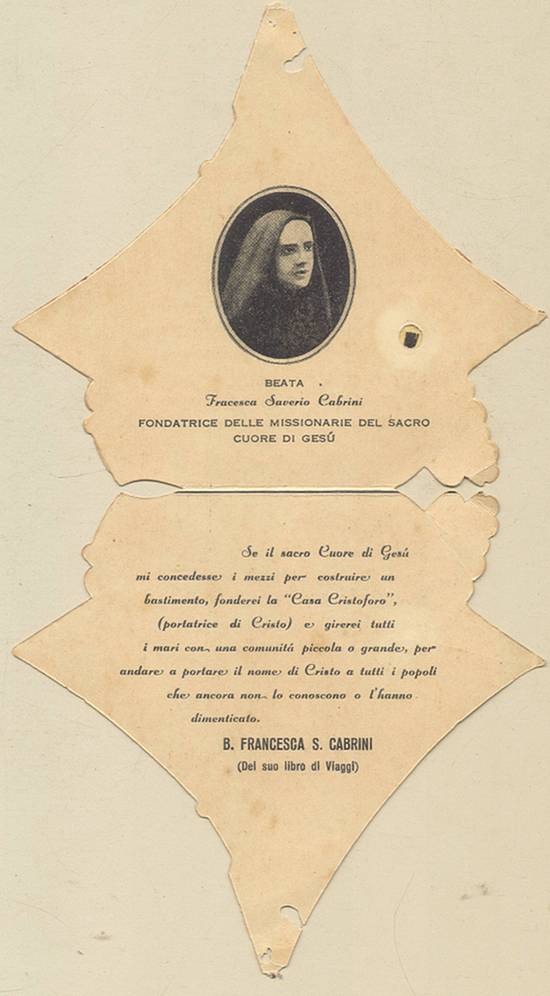 BEATA
Fracesca Saverio Cabrini
FONDATRICE DELLE MISSIONARIE DEL SACRO
CUORE DI GESÚ
Se il sacro Cuore di Gesú
mi concedesse i mezzi per costruire un
bastimento, fonderei la "Casa Cristoforo",
(portatrice di Cristo) e girerei tutti
i mari con una comunitá piccola o grande, per
andare a portare il nome di Cristo a tutti i popoli
che ancora non lo conoscono o l'hanno
dimenticato.
B. FRANCESCA S. CABRINI
(Del suo libro di Viaggi)